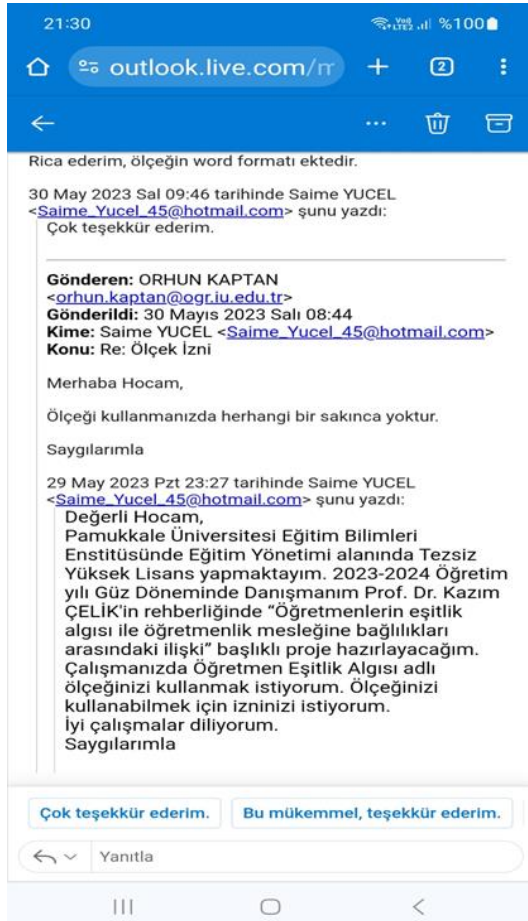 21:30
Vo)) LTE2 %100
outlook.live.com/m
2
Rica ederim, ölçeğin word formatı ektedir.
30 May 2023 Sal 09:46 tarihinde Saime YUCEL
<Saime_Yucel_45@hotmail.com> şunu yazdı:
Çok teşekkür ederim.
Gönderen: ORHUN KAPTAN
<orhun.kaptan@ogr.iu.edu.tr>
Gönderildi: 30 Mayıs 2023 Salı 08:44
Kime: Saime YUCEL <Saime_Yucel_45@hotmail.com>
Konu: Re: Ölçek İzni
Merhaba Hocam,
Ölçeği kullanmanızda herhangi bir sakınca yoktur.
Saygılarımla
29 May 2023 Pzt 23:27 tarihinde Saime YUCEL
<Saime_Yucel_45@hotmail.com> şunu yazdı:
Değerli Hocam,
Pamukkale Üniversitesi Eğitim Bilimleri
Enstitüsünde Eğitim Yönetimi alanında Tezsiz
Yüksek Lisans yapmaktayım. 2023-2024 Öğretim
yılı Güz Döneminde Danışmanım Prof. Dr. Kazım
ÇELİK'in rehberliğinde “Öğretmenlerin eşitlik
algısı ile öğretmenlik mesleğine bağlılıkları
arasındaki ilişki” başlıklı proje hazırlayacağım.
Çalışmanızda Öğretmen Eşitlik Algısı adlı
ölçeğinizi kullanmak istiyorum. Ölçeğinizi
kullanabilmek için izninizi istiyorum.
İyi çalışmalar diliyorum.
Saygılarımla
Çok teşekkür ederim. Bu mükemmel, teşekkür ederim.
Yanıtla